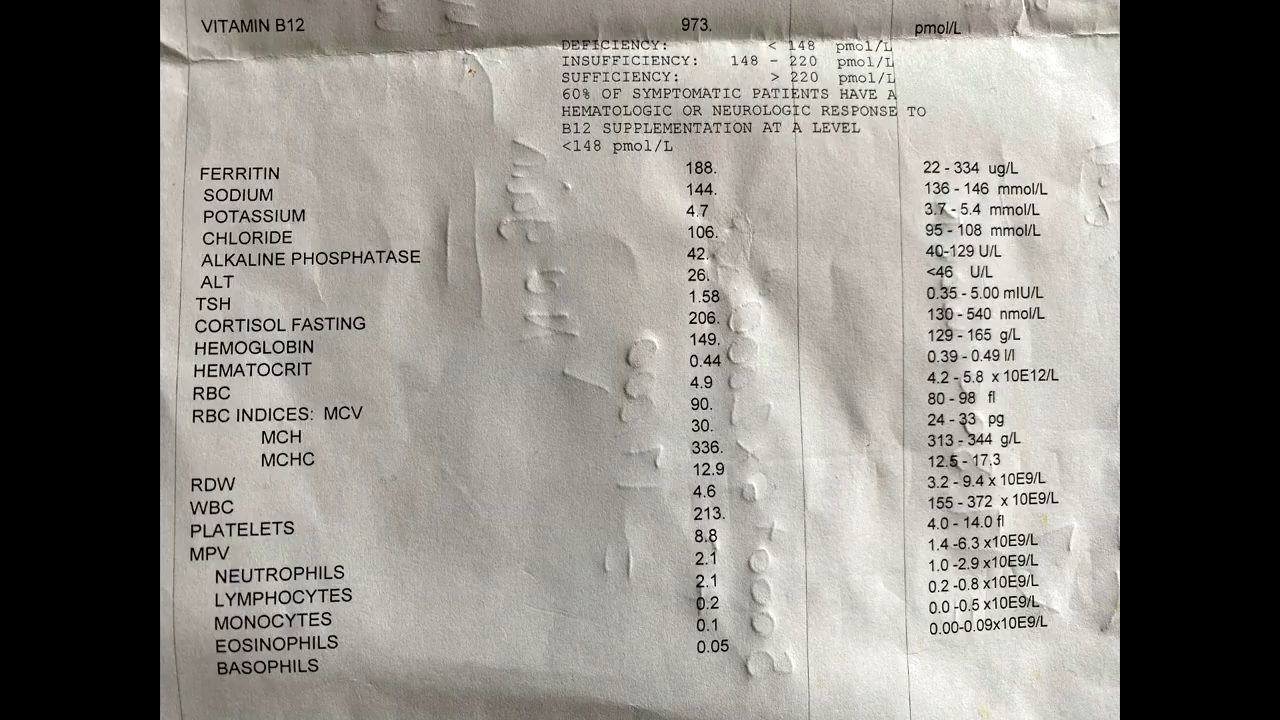 VITAMIN B12 973. pmol/L
DEFICIENCY: < 148 pmol/L
INSUFFICIENCY: 148 - 220 pmol/L
SUFFICIENCY: > 220 pmol/L
60% OF SYMPTOMATIC PATIENTS HAVE A
HEMATOLOGIC OR NEUROLOGIC RESPONSE TO
B12 SUPPLEMENTATION AT A LEVEL
<148 pmol/L
FERRITIN 188. 22 - 334 ug/L
SODIUM 144. 136 - 146 mmol/L
POTASSIUM 4.7 3.7 - 5.4 mmol/L
CHLORIDE 106. 95 - 108 mmol/L
ALKALINE PHOSPHATASE 42. 40-129 U/L
ALT 26. <46 U/L
TSH 1.58 0.35 - 5.00 mIU/L
CORTISOL FASTING 206. 130 - 540 nmol/L
HEMOGLOBIN 149. 129 - 165 g/L
HEMATOCRIT 0.44 0.39 - 0.49 l/l
RBC 4.9 4.2 - 5.8 x 10E12/L
RBC INDICES: MCV 90. 80 - 98 fl
MCH 30. 24 - 33 pg
MCHC 336. 313 - 344 g/L
RDW 12.9 12.5 - 17.3
WBC 4.6 3.2 - 9.4 x 10E9/L
PLATELETS 213. 155 - 372 x 10E9/L
MPV 8.8 4.0 - 14.0 fl
NEUTROPHILS 2.1 1.4 -6.3 x10E9/L
LYMPHOCYTES 2.1 1.0 -2.9 x10E9/L
MONOCYTES 0.2 0.2 -0.8 x10E9/L
EOSINOPHILS 0.1 0.0 -0.5 x10E9/L
BASOPHILS 0.05 0.00-0.09x10E9/L